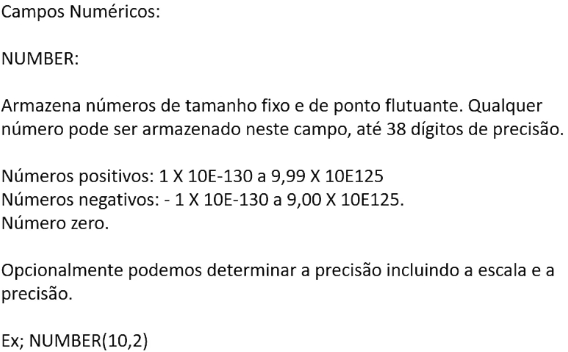 Campos Numéricos:
NUMBER:
Armazena números de tamanho fixo e de ponto flutuante. Qualquer
número pode ser armazenado neste campo, até 38 dígitos de precisão.
Números positivos: 1 X 10E-130 a 9,99 X 10E125
Números negativos: - 1 X 10E-130 a 9,00 X 10E125.
Número zero.
Opcionalmente podemos determinar a precisão incluindo a escala e a
precisão.
Ex; NUMBER(10,2)